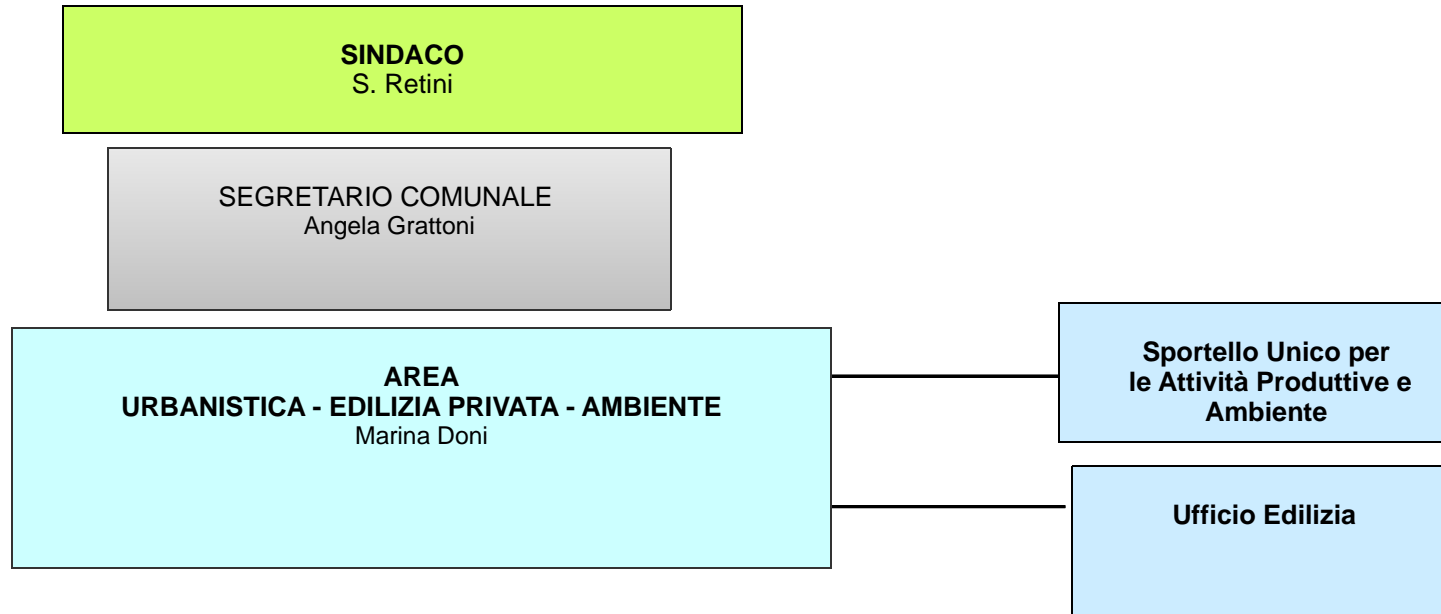 SINDACO
S. Retini
SEGRETARIO COMUNALE
Angela Grattoni
AREA
URBANISTICA - EDILIZIA PRIVATA - AMBIENTE
Marina Doni
Sportello Unico per
le Attività Produttive e
Ambiente
Ufficio Edilizia